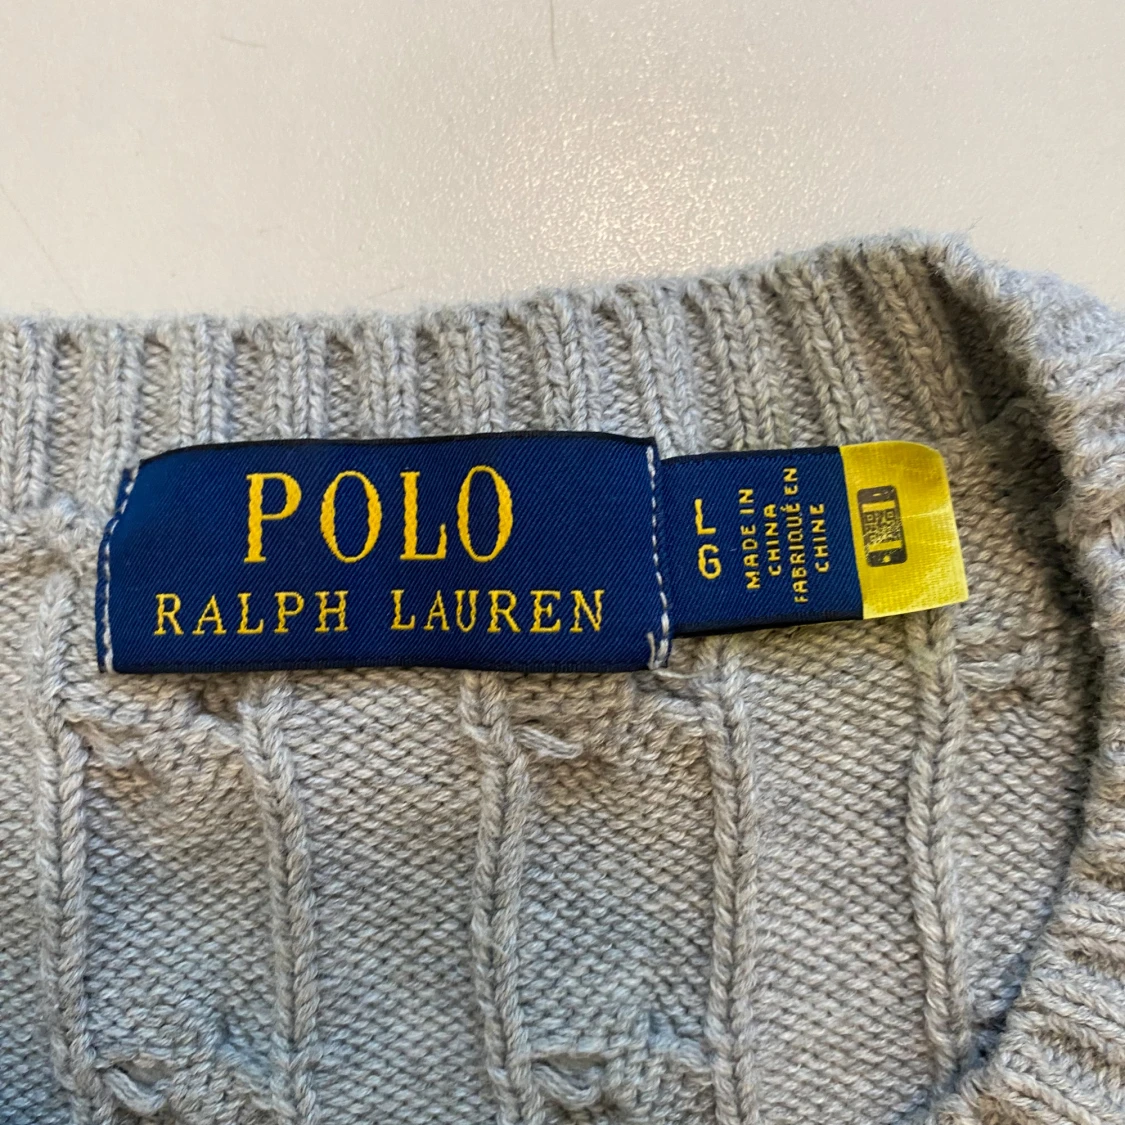 POLO
RALPH LAUREN
L
G
MADE IN
CHINA
FABRIQUÉ EN
CHINE